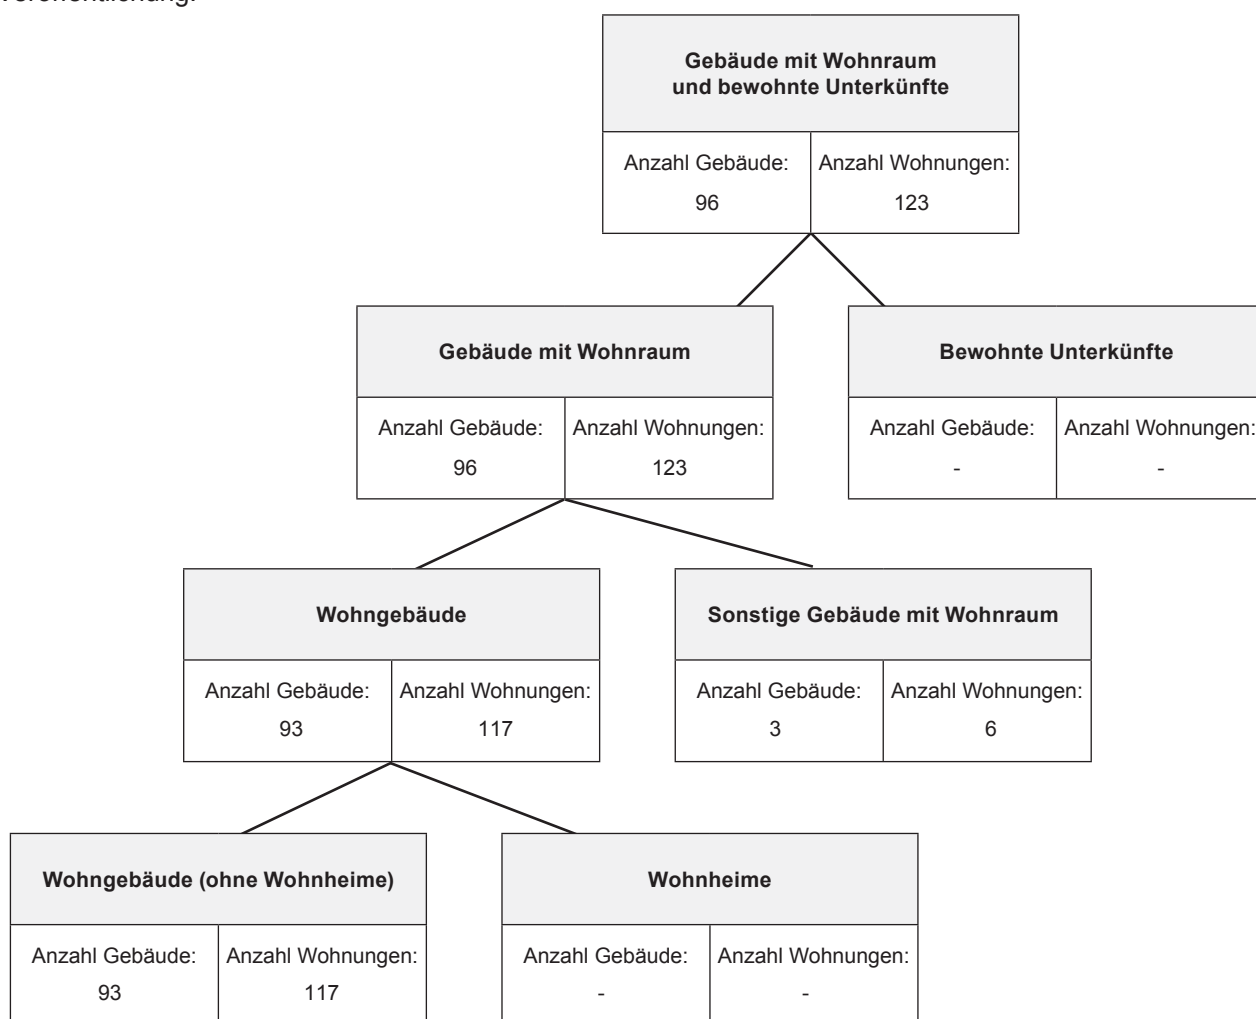 Veröffentlichung.
Gebäude mit Wohnraum
und bewohnte Unterkünfte
Anzahl Gebäude: Anzahl Wohnungen:
96 123
Gebäude mit Wohnraum
Anzahl Gebäude: Anzahl Wohnungen:
96 123
Bewohnte Unterkünfte
Anzahl Gebäude: Anzahl Wohnungen:
- -
Wohngebäude
Anzahl Gebäude: Anzahl Wohnungen:
93 117
Sonstige Gebäude mit Wohnraum
Anzahl Gebäude: Anzahl Wohnungen:
3 6
Wohngebäude (ohne Wohnheime)
Anzahl Gebäude: Anzahl Wohnungen:
93 117
Wohnheime
Anzahl Gebäude: Anzahl Wohnungen:
- -